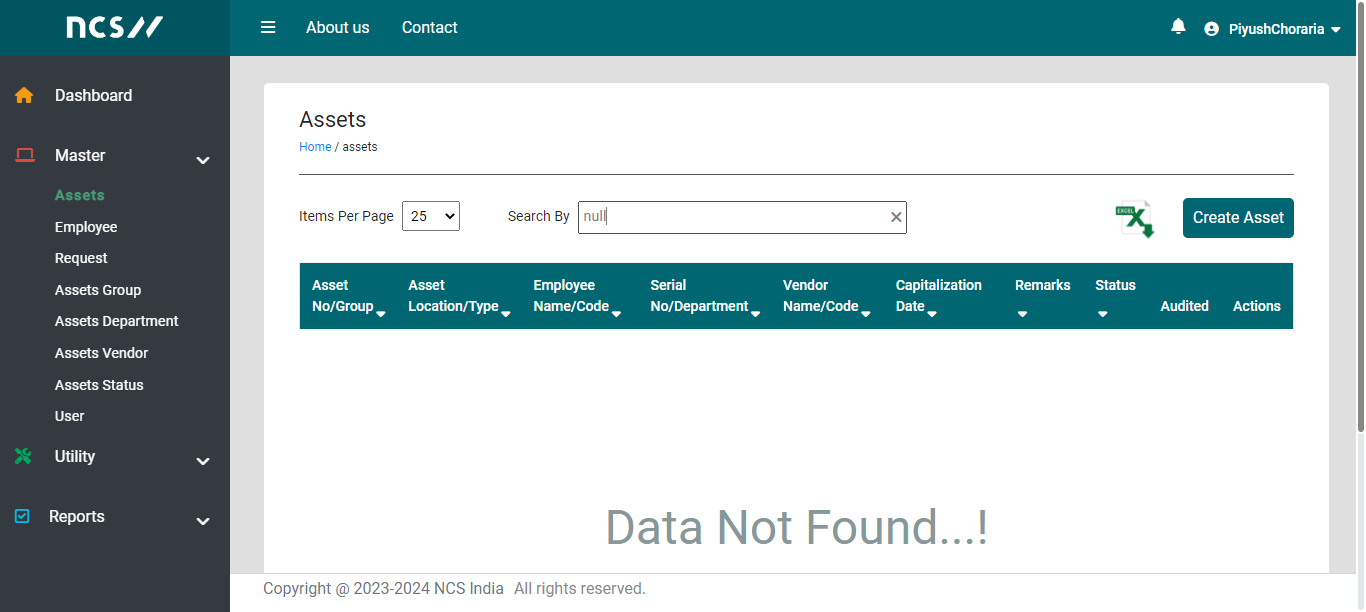 ncs
About us Contact PiyushChoraria
Dashboard
Master
Assets
Employee
Request
Assets Group
Assets Department
Assets Vendor
Assets Status
User
Utility
Reports
Assets
Home / assets
Items Per Page 25 Search By null × EXCEL X Create Asset
Asset No/Group
Asset Location/Type
Employee Name/Code
Serial No/Department
Vendor Name/Code
Capitalization Date
Remarks
Status
Audited
Actions
Data Not Found...!
Copyright @ 2023-2024 NCS India All rights reserved.